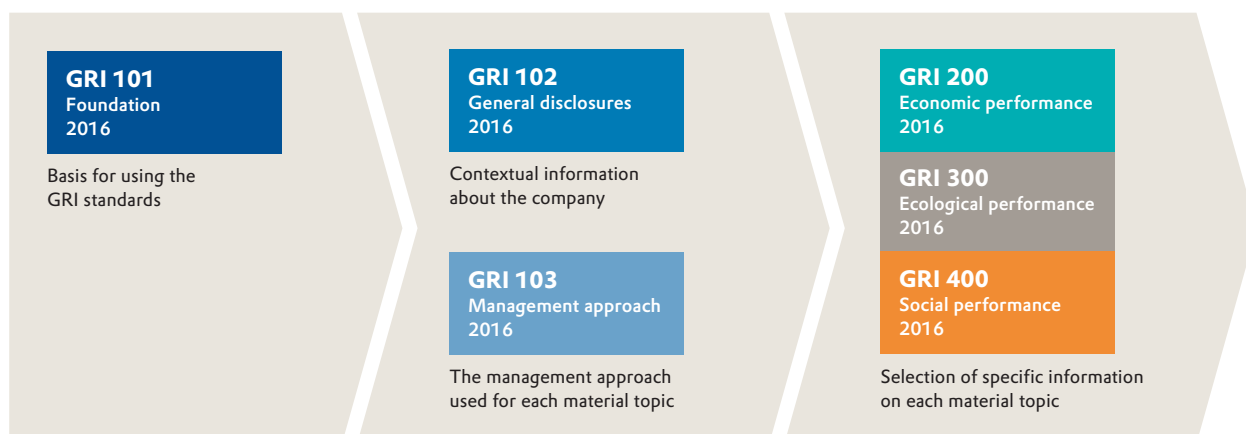 GRI 101
Foundation
2016
Basis for using the
GRI standards
GRI 102
General disclosures
2016
Contextual information
about the company
GRI 103
Management approach
2016
The management approach
used for each material topic
GRI 200
Economic performance
2016
GRI 300
Ecological performance
2016
GRI 400
Social performance
2016
Selection of specific information
on each material topic